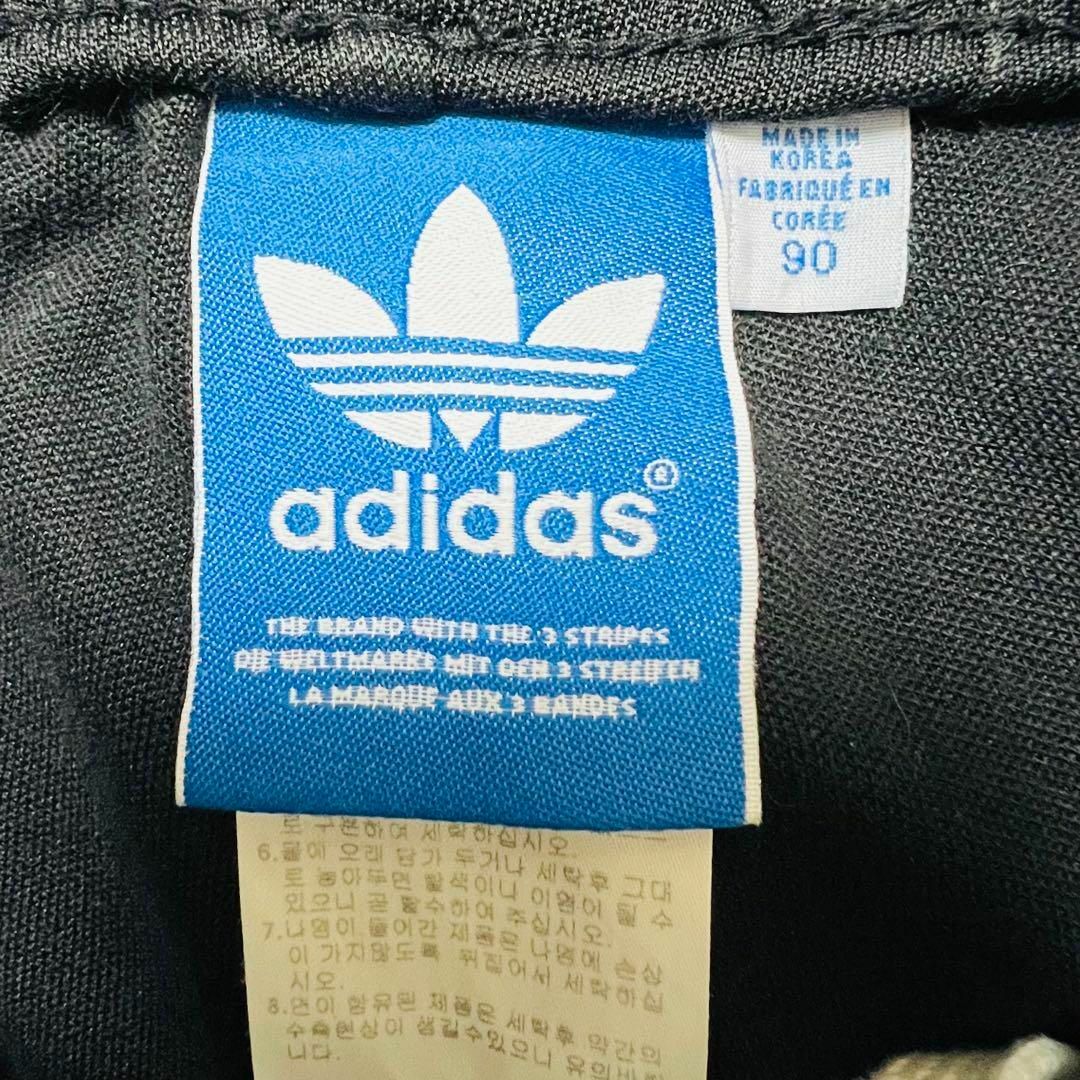 MADE IN
KOREA
FABRIQUÉ EN
CORÉE
90
adidas®
THE BRAND WITH THE 3 STRIPES
DIE WELTMARKE MIT DEN 3 STREIFEN
LA MARQUE AUX 3 BANDES
도 구분하여 세탁하십시오.
6.물에 오래 담가 두거나 세탁후 그대
로 놓아두면 탈색이나 이염이 될 수
있으니 곧 탈수하여 주십시오.
7.나염이 들어간 제품은 나염에 손상
이 가지않도록 뒤집어서 세탁하십
시오.
8.면이 함유된 제품은 세탁후 약간의
수축현상이 생길수있으니 유의바
니다.